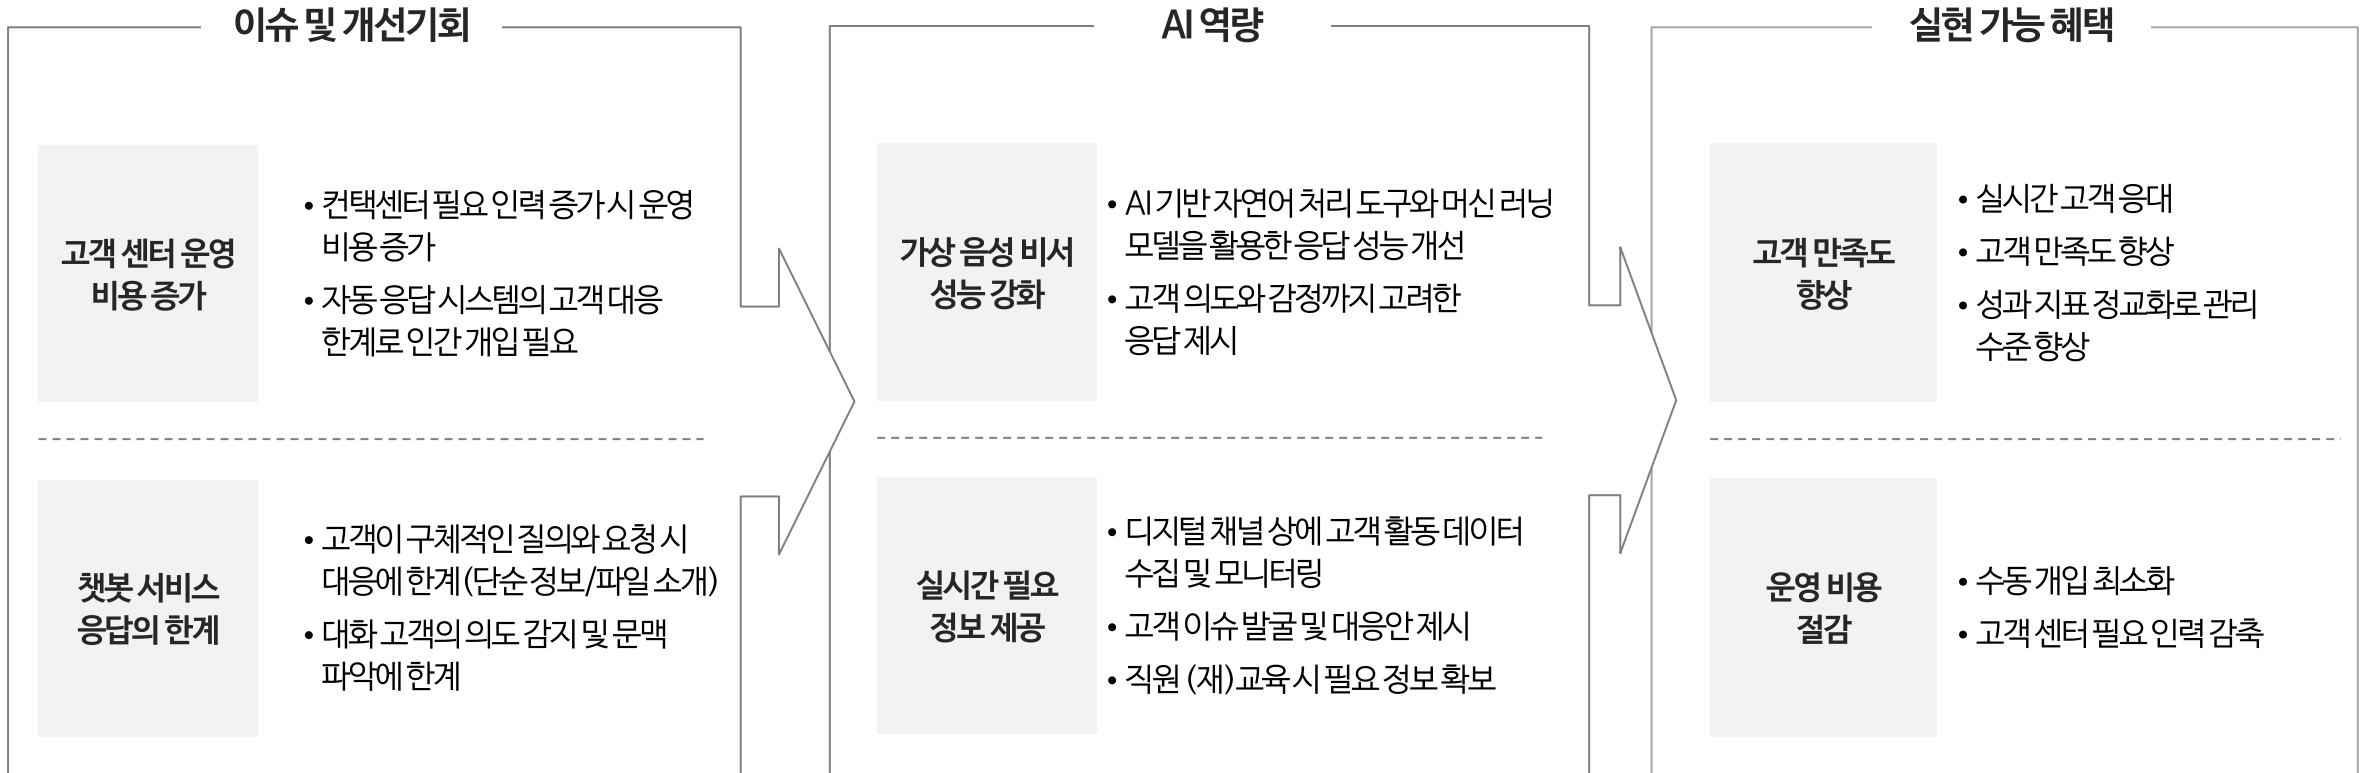 이슈 및 개선기회
고객 센터 운영
비용 증가
• 컨택센터 필요 인력 증가 시 운영
비용 증가
• 자동 응답 시스템의 고객 대응
한계로 인간 개입 필요
챗봇 서비스
응답의 한계
• 고객이 구체적인 질의와 요청 시
대응에 한계 (단순 정보/파일 소개)
• 대화 고객의 의도 감지 및 문맥
파악에 한계
AI 역량
가상 음성 비서
성능 강화
• AI 기반 자연어 처리 도구와 머신 러닝
모델을 활용한 응답 성능 개선
• 고객 의도와 감정까지 고려한
응답 제시
실시간 필요
정보 제공
• 디지털 채널 상에 고객 활동 데이터
수집 및 모니터링
• 고객 이슈 발굴 및 대응안 제시
• 직원 (재)교육 시 필요 정보 확보
실현 가능 혜택
고객 만족도
향상
• 실시간 고객 응대
• 고객 만족도 향상
• 성과 지표 정교화로 관리
수준 향상
운영 비용
절감
• 수동 개입 최소화
• 고객 센터 필요 인력 감축